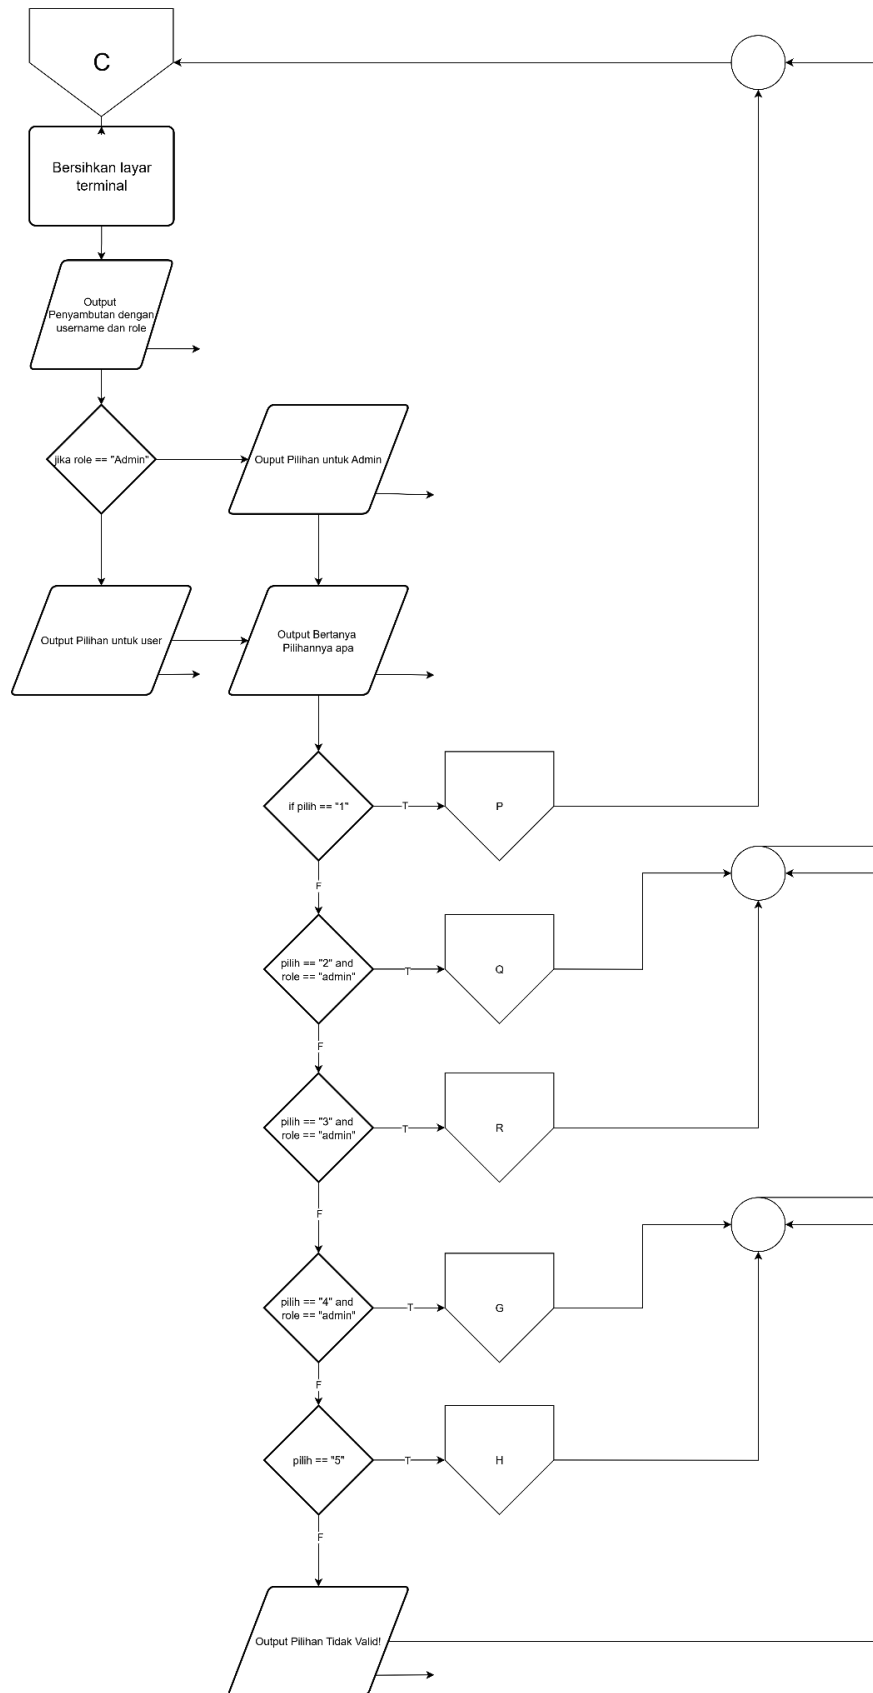 C
Bersihkan layar
terminal
Output
Penyambutan dengan
username dan role
jika role == "Admin"
Ouput Pilihan untuk Admin
Output Pilihan untuk user
Output Bertanya
Pilihannya apa
if pilih == "1"
T
P
F
pilih == "2" and
role == "admin"
T
Q
F
pilih == "3" and
role == "admin"
T
R
F
pilih == "4" and
role == "admin"
T
G
F
pilih == "5"
T
H
F
Output Pilihan Tidak Valid!